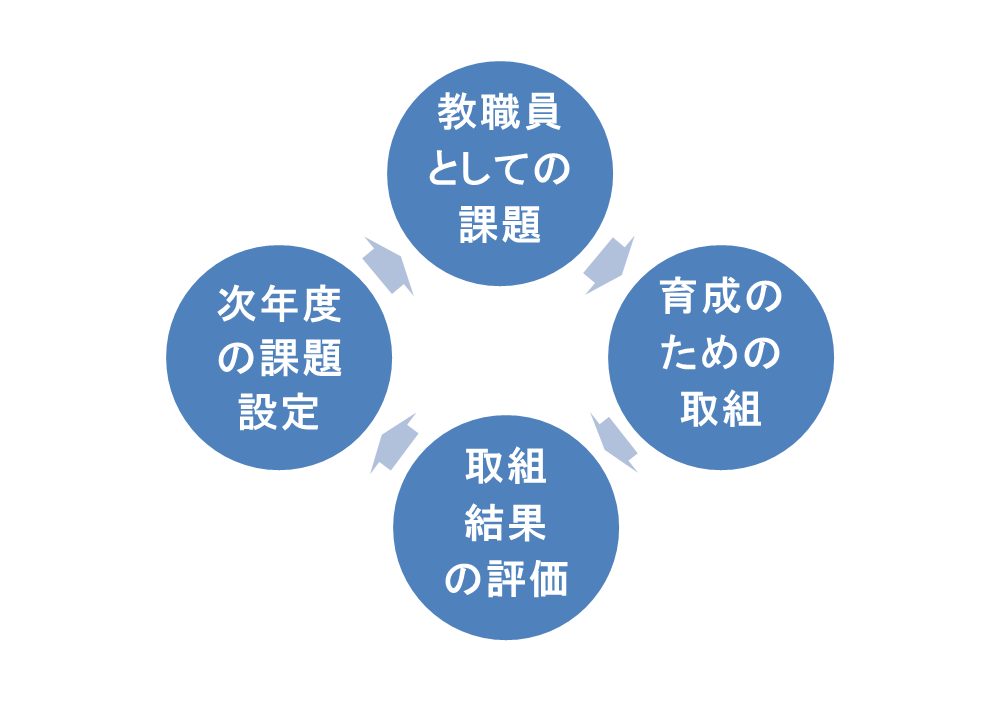 教職員
としての
課題
育成の
ための
取組
取組
結果
の評価
次年度
の課題
設定